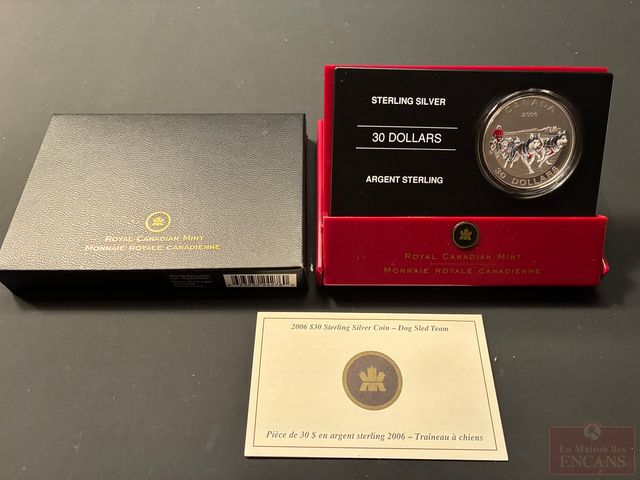 STERLING SILVER
30 DOLLARS
ARGENT STERLING
CANADA
2006
30 DOLLARS
ROYAL CANADIAN MINT
MONNAIE ROYALE CANADIENNE
ROYAL CANADIAN MINT
MONNAIE ROYALE CANADIENNE
2006 $30 Sterling Silver Coin – Dog Sled Team
Pièce de 30 $ en argent sterling 2006 – Traîneau à chiens
La Maison Des
ENCANS